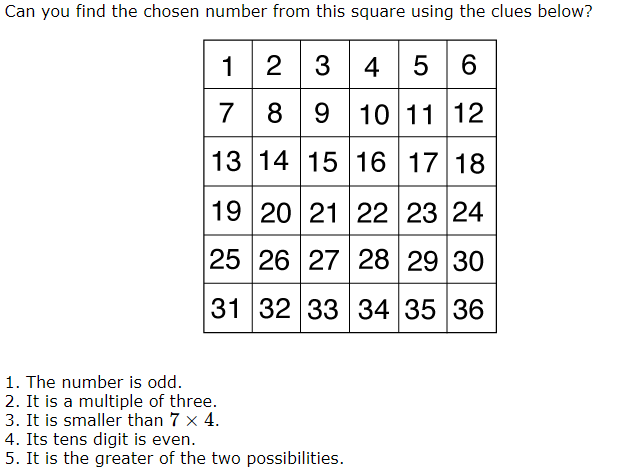 Can you find the chosen number from this square using the clues below?
1 2 3 4 5 6
7 8 9 10 11 12
13 14 15 16 17 18
19 20 21 22 23 24
25 26 27 28 29 30
31 32 33 34 35 36
1. The number is odd.
2. It is a multiple of three.
3. It is smaller than 7 × 4.
4. Its tens digit is even.
5. It is the greater of the two possibilities.